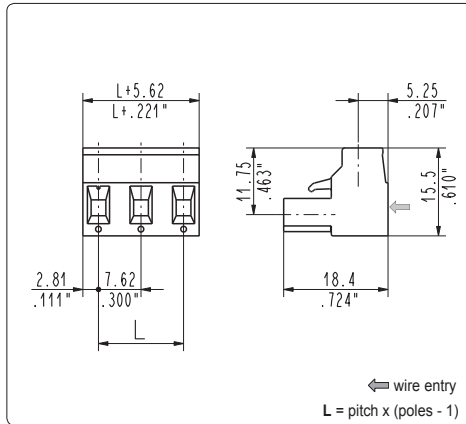 L+5.62
L+.221"
5.25
.207"
11.75
.463"
15.5
.610"
2.81
.111"
7.62
.300"
18.4
.724"
L
wire entry
L = pitch x (poles - 1)